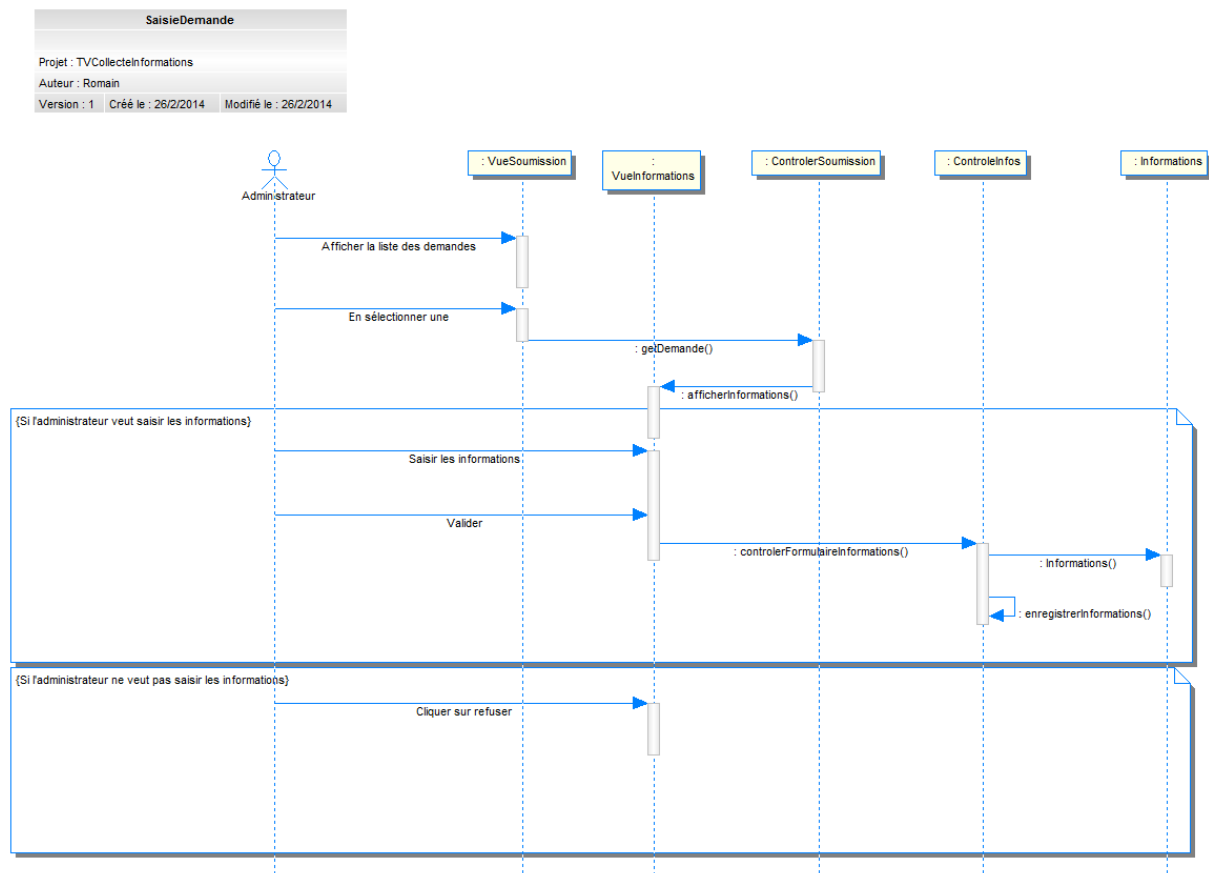 SaisieDemande
Projet : TVCollecteInformations
Auteur : Romain
Version : 1 Créé le : 26/2/2014 Modifié le : 26/2/2014
Administrateur
: VueSoumission
:
VueInformations
: ControlerSoumission
: ControleInfos
: Informations
Afficher la liste des demandes
En sélectionner une
: getDemande()
: afficherInformations()
{Si l'administrateur veut saisir les informations}
Saisir les informations
Valider
: controlerFormulaireInformations()
: Informations()
: enregistrerInformations()
{Si l'administrateur ne veut pas saisir les informations}
Cliquer sur refuser